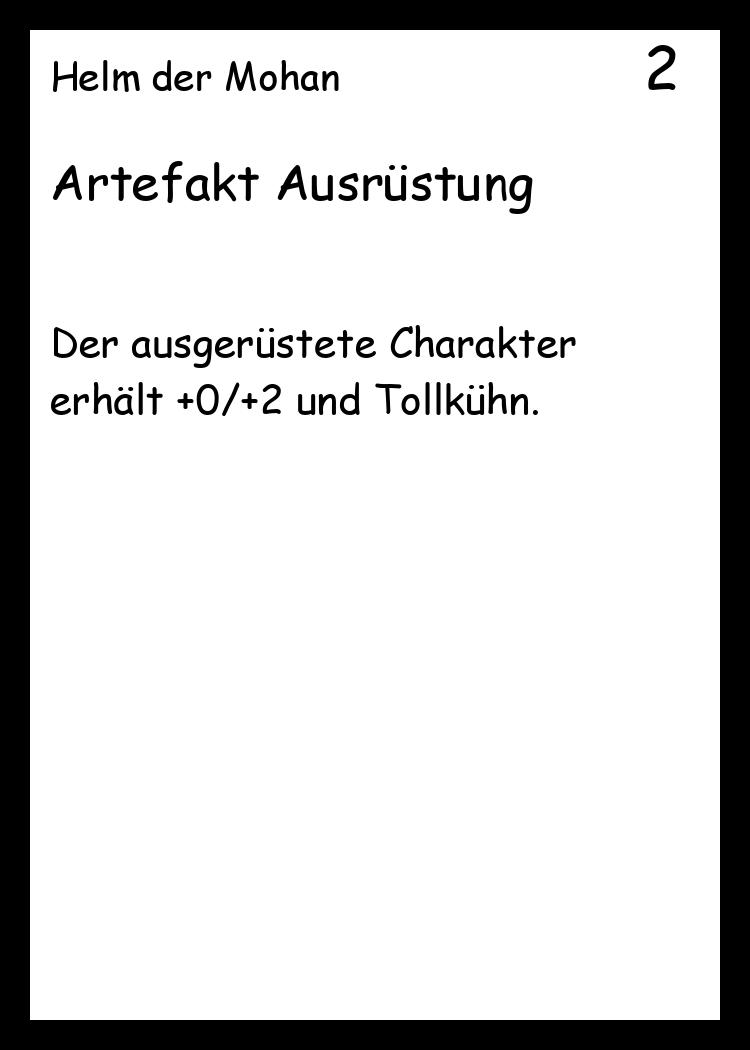 Helm der Mohan 2
Artefakt Ausrüstung
Der ausgerüstete Charakter
erhält +0/+2 und Tollkühn.